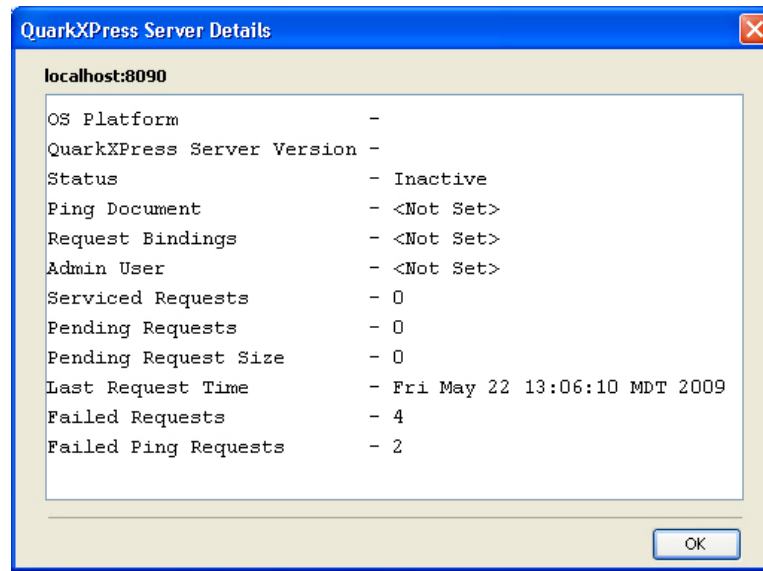 QuarkXPress Server Details
localhost:8090
OS Platform -
QuarkXPress Server Version -
Status - Inactive
Ping Document - <Not Set>
Request Bindings - <Not Set>
Admin User - <Not Set>
Serviced Requests - 0
Pending Requests - 0
Pending Request Size - 0
Last Request Time - Fri May 22 13:06:10 MDT 2009
Failed Requests - 4
Failed Ping Requests - 2
OK